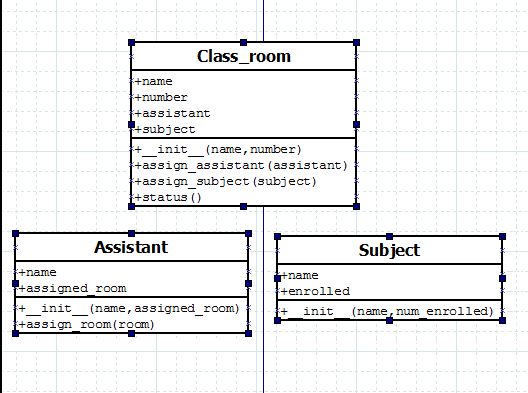 Class_room
+name
+number
+assistant
+subject
+__init__(name,number)
+assign_assistant(assistant)
+assign_subject(subject)
+status()
Assistant
+name
+assigned_room
+__init__(name,assigned_room)
+assign_room(room)
Subject
+name
+enrolled
+__init__(name,num_enrolled)